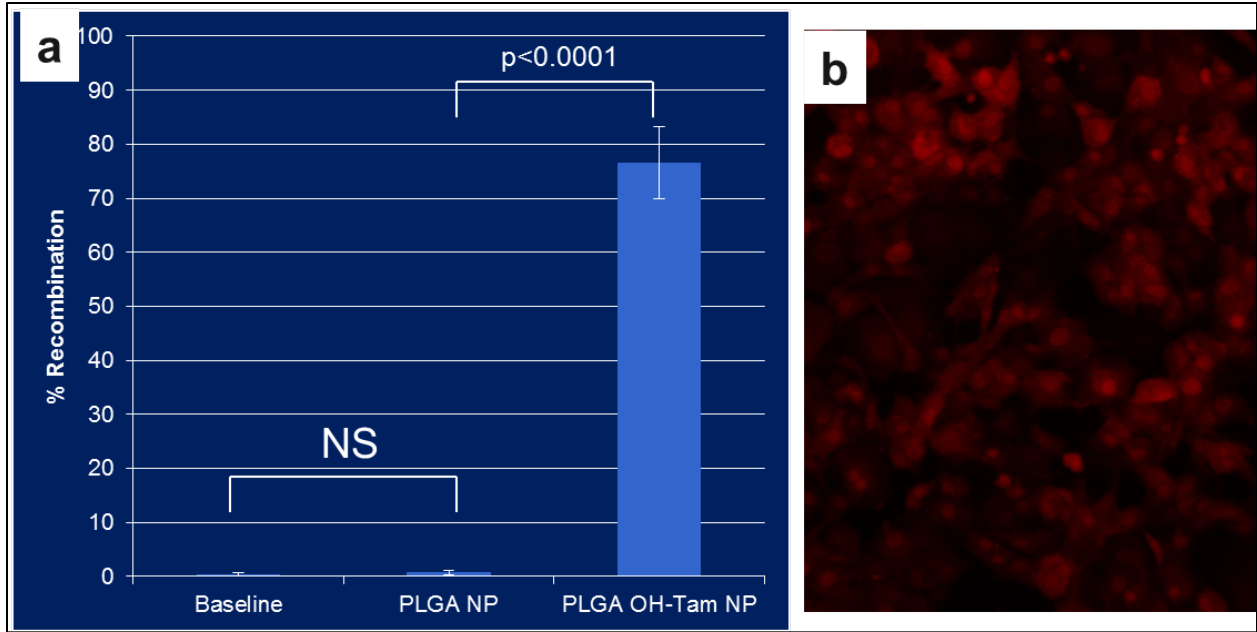 a
b
100
90
80
70
60
50
40
30
20
10
0
% Recombination
p<0.0001
NS
Baseline
PLGA NP
PLGA OH-Tam NP